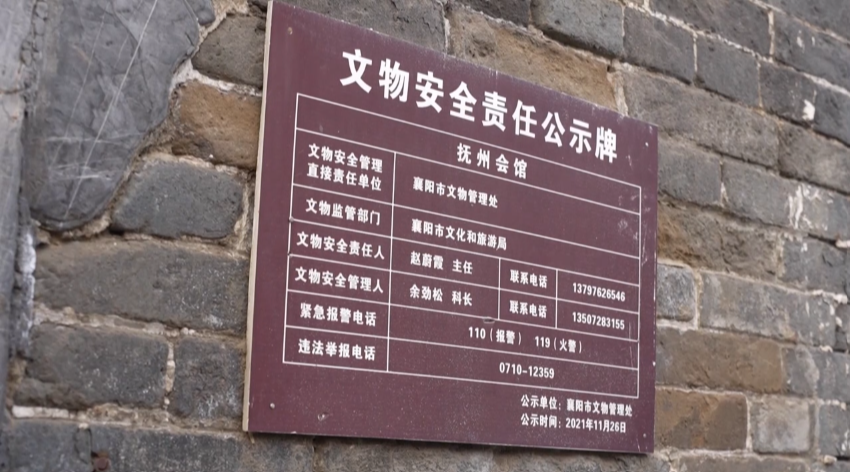 文物安全责任公示牌
抚州会馆
文物安全管理
直接责任单位
襄阳市文物管理处
文物监管部门
襄阳市文化和旅游局
文物安全责任人
赵蔚霞 主任
联系电话
13797626546
文物安全管理人
余劲松 科长
联系电话
13507283155
紧急报警电话
110（报警） 119（火警）
违法举报电话
0710-12359
公示单位：襄阳市文物管理处
公示时间：2021年11月26日